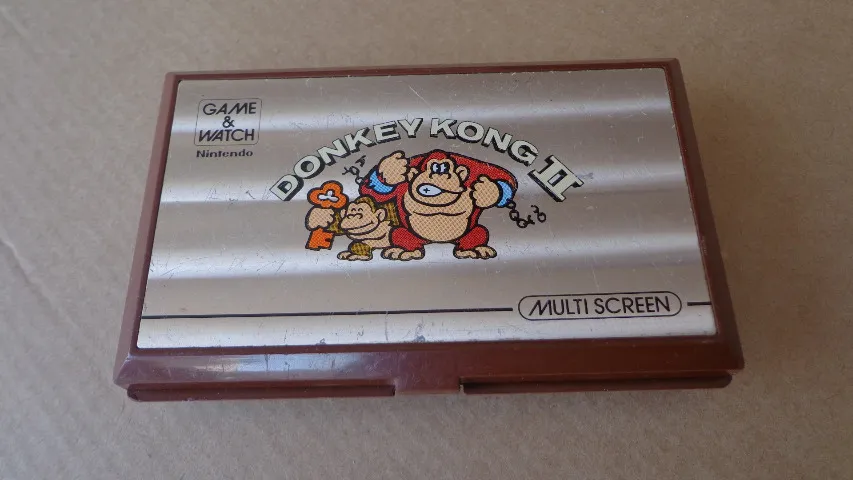 GAME
&
WATCH
Nintendo
DONKEY KONG II
MULTI SCREEN